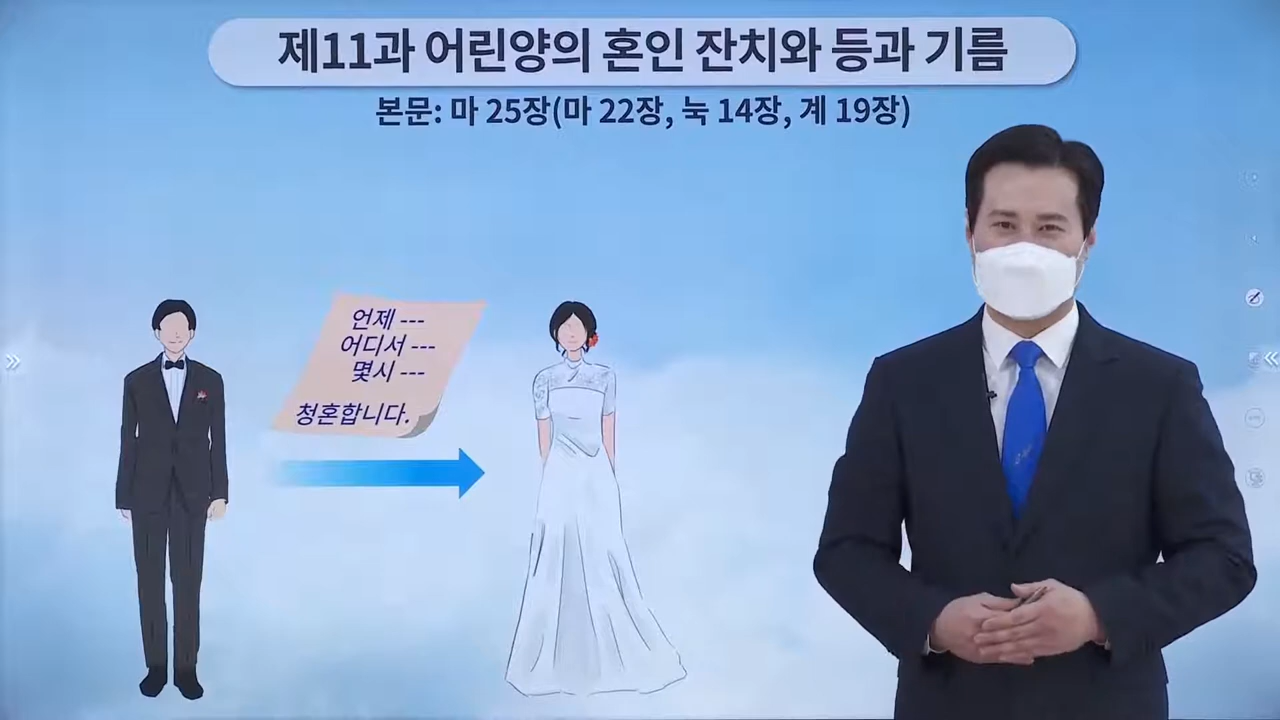 제11과 어린양의 혼인 잔치와 등과 기름
본문: 마 25장(마 22장, 눅 14장, 계 19장)
언제 ---
어디서 ---
몇시 ---
청혼합니다.